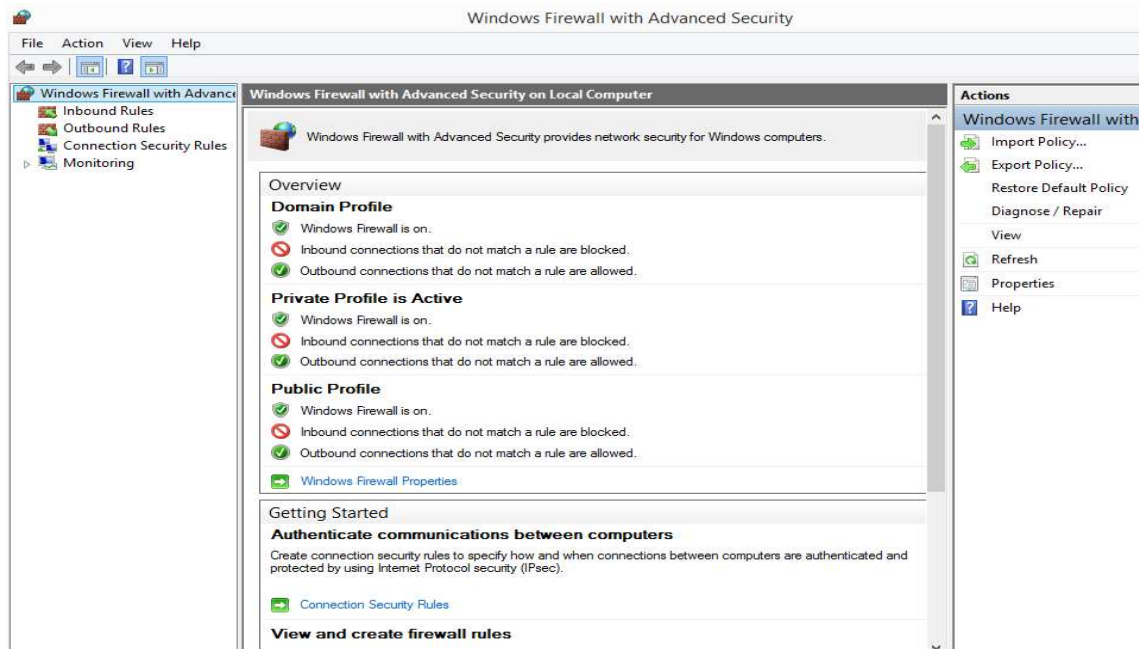 Windows Firewall with Advanced Security
File Action View Help
Windows Firewall with Advance
Inbound Rules
Outbound Rules
Connection Security Rules
Monitoring
Windows Firewall with Advanced Security on Local Computer
Windows Firewall with Advanced Security provides network security for Windows computers.
Overview
Domain Profile
Windows Firewall is on.
Inbound connections that do not match a rule are blocked.
Outbound connections that do not match a rule are allowed.
Private Profile is Active
Windows Firewall is on.
Inbound connections that do not match a rule are blocked.
Outbound connections that do not match a rule are allowed.
Public Profile
Windows Firewall is on.
Inbound connections that do not match a rule are blocked.
Outbound connections that do not match a rule are allowed.
Windows Firewall Properties
Getting Started
Authenticate communications between computers
Create connection security rules to specify how and when connections between computers are authenticated and
protected by using Internet Protocol security (IPsec).
Connection Security Rules
View and create firewall rules
Actions
Windows Firewall with
Import Policy...
Export Policy...
Restore Default Policy
Diagnose / Repair
View
Refresh
Properties
Help